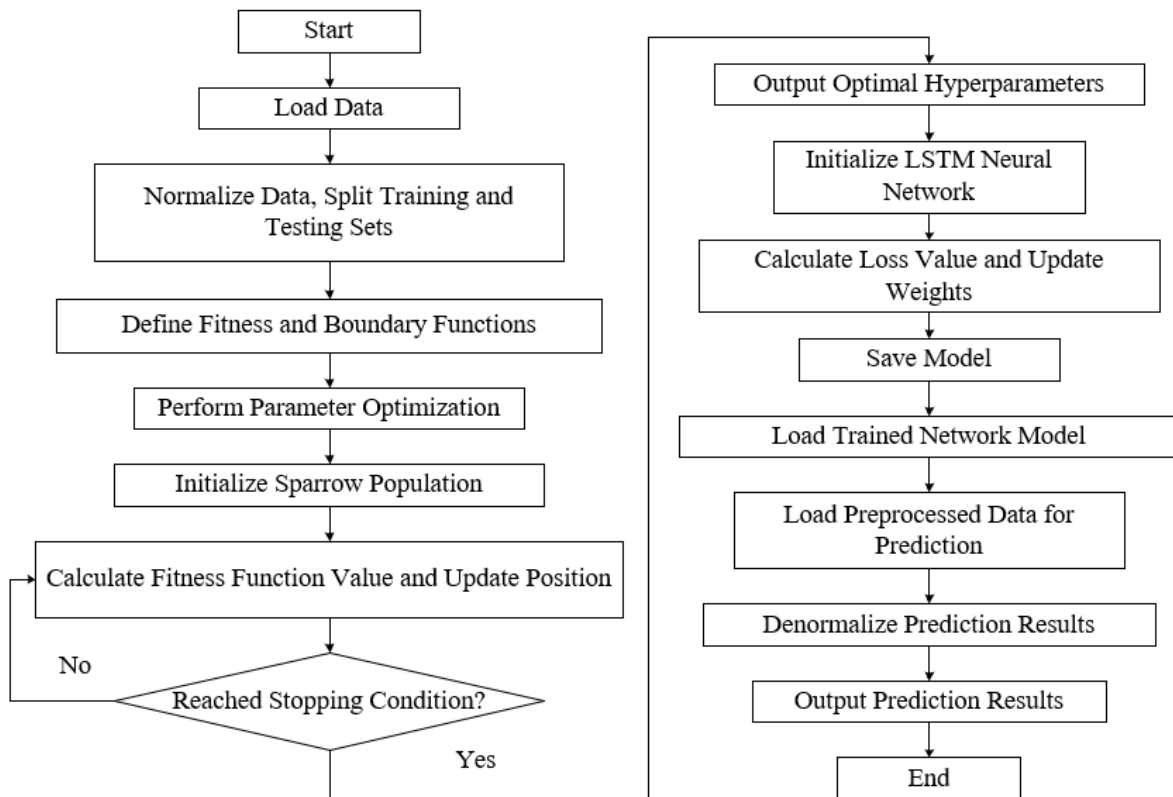 Start
Load Data
Normalize Data, Split Training and
Testing Sets
Define Fitness and Boundary Functions
Perform Parameter Optimization
Initialize Sparrow Population
Calculate Fitness Function Value and Update Position
No
Reached Stopping Condition?
Yes
Output Optimal Hyperparameters
Initialize LSTM Neural
Network
Calculate Loss Value and Update
Weights
Save Model
Load Trained Network Model
Load Preprocessed Data for
Prediction
Denormalize Prediction Results
Output Prediction Results
End